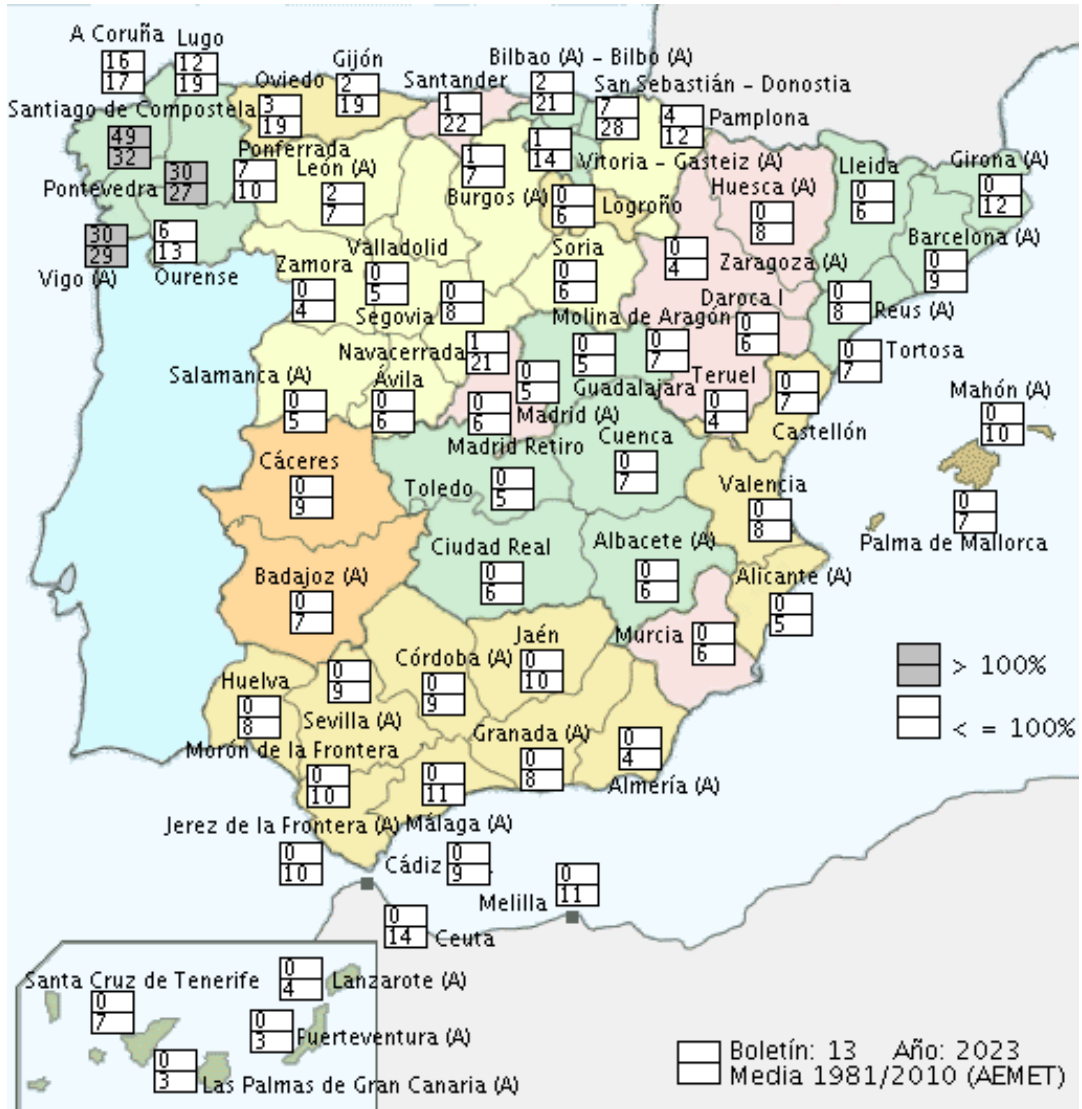 A Coruña
16
17
Lugo
12
19
Gijón
2
19
Oviedo
3
19
Santander
1
22
Bilbao (A) - Bilbo (A)
2
21
San Sebastián - Donostia
7
28
Pamplona
4
12
Santiago de Compostela
49
32
Pontevedra
30
27
Ponferrada
7
10
León (A)
2
7
Burgos (A)
1
7
Vitoria - Gasteiz (A)
1
14
Logroño
0
6
Huesca (A)
0
8
Lleida
0
6
Girona (A)
0
12
Vigo (A)
30
29
Ourense
6
13
Zamora
0
4
Valladolid
0
5
Soria
0
6
Zaragoza (A)
0
4
Barcelona (A)
0
9
Segovia
0
8
Molina de Aragón
0
7
Daroca I
0
6
Reus (A)
0
8
Tortosa
0
7
Navacerrada
1
21
Salamanca (A)
0
5
Ávila
0
6
Madrid (A)
0
5
Guadalajara
0
5
Teruel
0
4
Castellón
0
7
Mahón (A)
0
10
Madrid Retiro
0
6
Cuenca
0
7
Cáceres
0
9
Toledo
0
5
Valencia
0
8
Palma de Mallorca
0
7
Badajoz (A)
0
7
Ciudad Real
0
6
Albacete (A)
0
6
Alicante (A)
0
5
Murcia
0
6
Jaén
0
10
Córdoba (A)
0
9
Huelva
0
8
Sevilla (A)
0
9
Granada (A)
0
8
Almería (A)
0
4
Morón de la Frontera
0
10
Málaga (A)
0
11
Jerez de la Frontera (A)
0
10
Cádiz
0
9
Melilla
0
11
Ceuta
0
14
> 100%
< = 100%
Santa Cruz de Tenerife
0
7
Lanzarote (A)
0
4
Fuerteventura (A)
0
3
Las Palmas de Gran Canaria (A)
0
3
Boletín: 13 Año: 2023
Media 1981/2010 (AEMET)